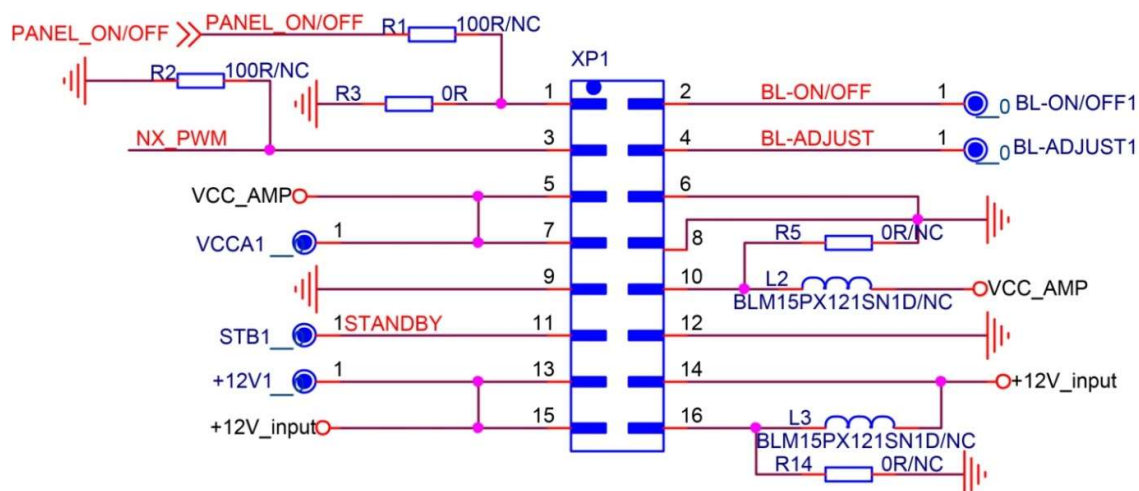 PANEL_ON/OFF PANEL_ON/OFF R1 100R/NC
R2 100R/NC XP1
R3 0R 1 2 BL-ON/OFF 1 _0 BL-ON/OFF1
NX_PWM 3 4 BL-ADJUST 1 _0 BL-ADJUST1
VCC_AMP 5 6
VCCA1 1 7 8 R5 0R/NC
9 10 L2 VCC_AMP
BLM15PX121SN1D/NC
STB1 1 STANDBY 11 12
+12V1 1 13 14 +12V_input
+12V_input 15 16 L3
BLM15PX121SN1D/NC
R14 0R/NC